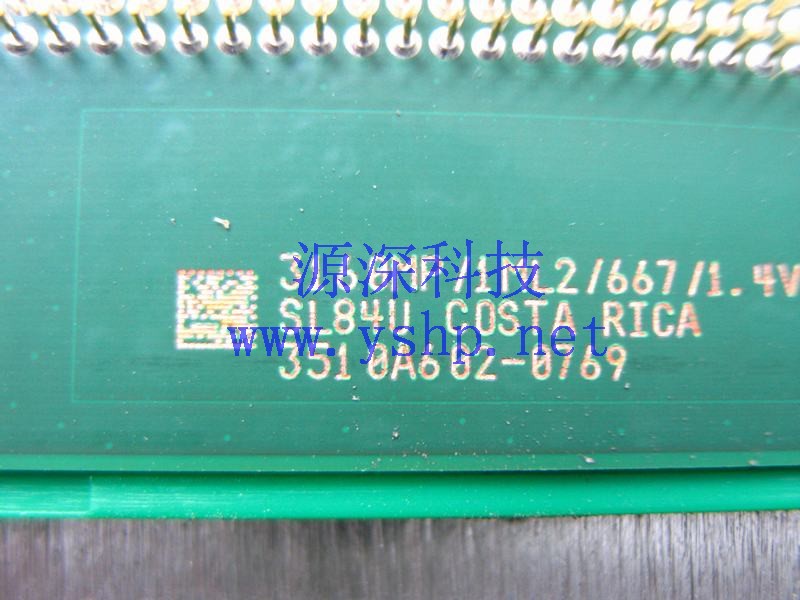 源深科技
/667/1.4V
SL84U COSTA RICA
www.yshp.net
3510A602-0769